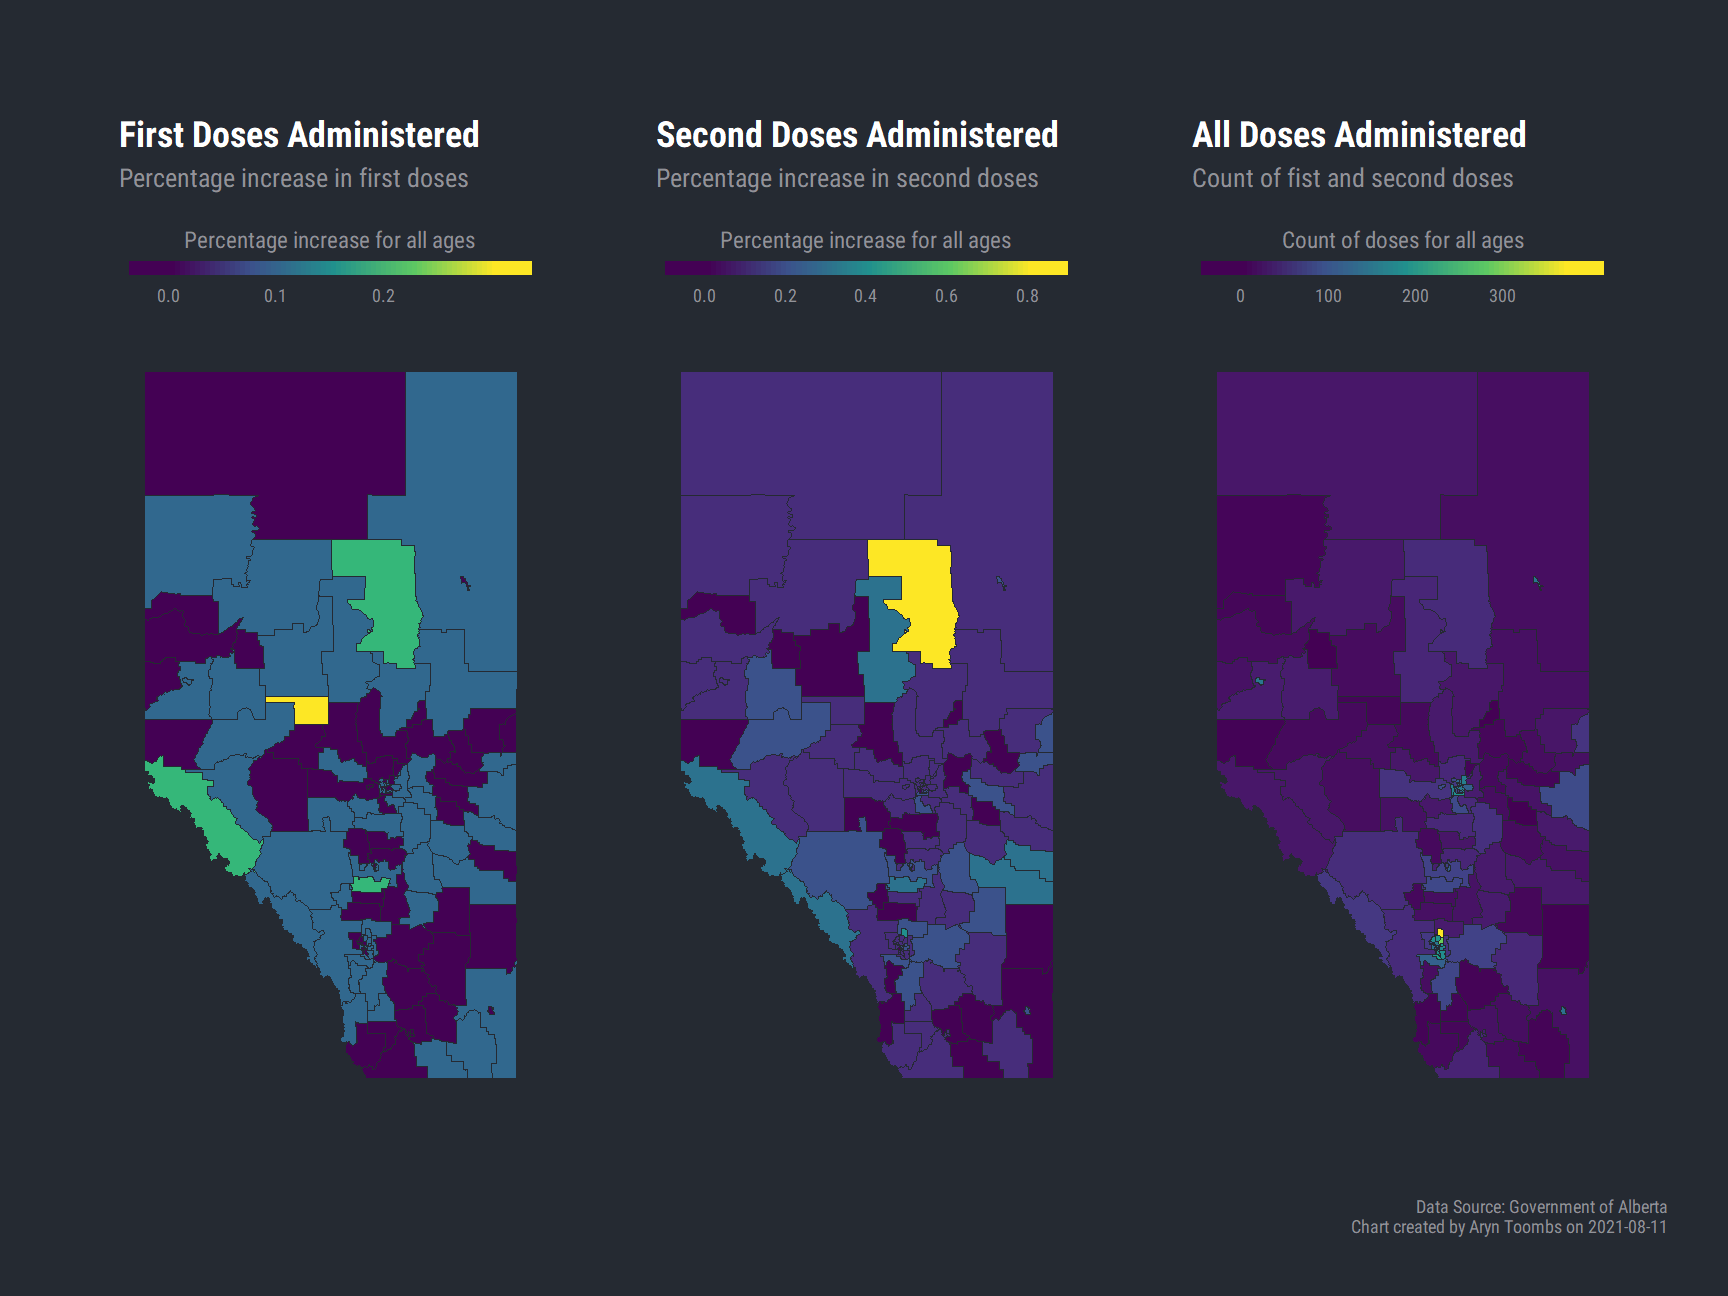 First Doses Administered
Percentage increase in first doses
Percentage increase for all ages
0.0 0.1 0.2
Second Doses Administered
Percentage increase in second doses
Percentage increase for all ages
0.0 0.2 0.4 0.6 0.8
All Doses Administered
Count of fist and second doses
Count of doses for all ages
0 100 200 300
Data Source: Government of Alberta
Chart created by Aryn Toombs on 2021-08-11